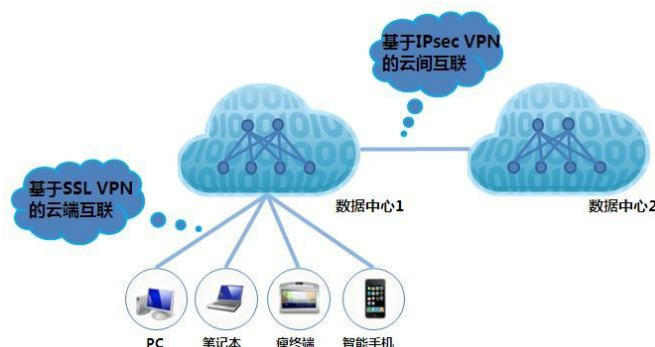 基于IPsec VPN
的云间互联
基于SSL VPN
的云端互联
数据中心1
数据中心2
PC
笔记本
瘦终端
智能手机